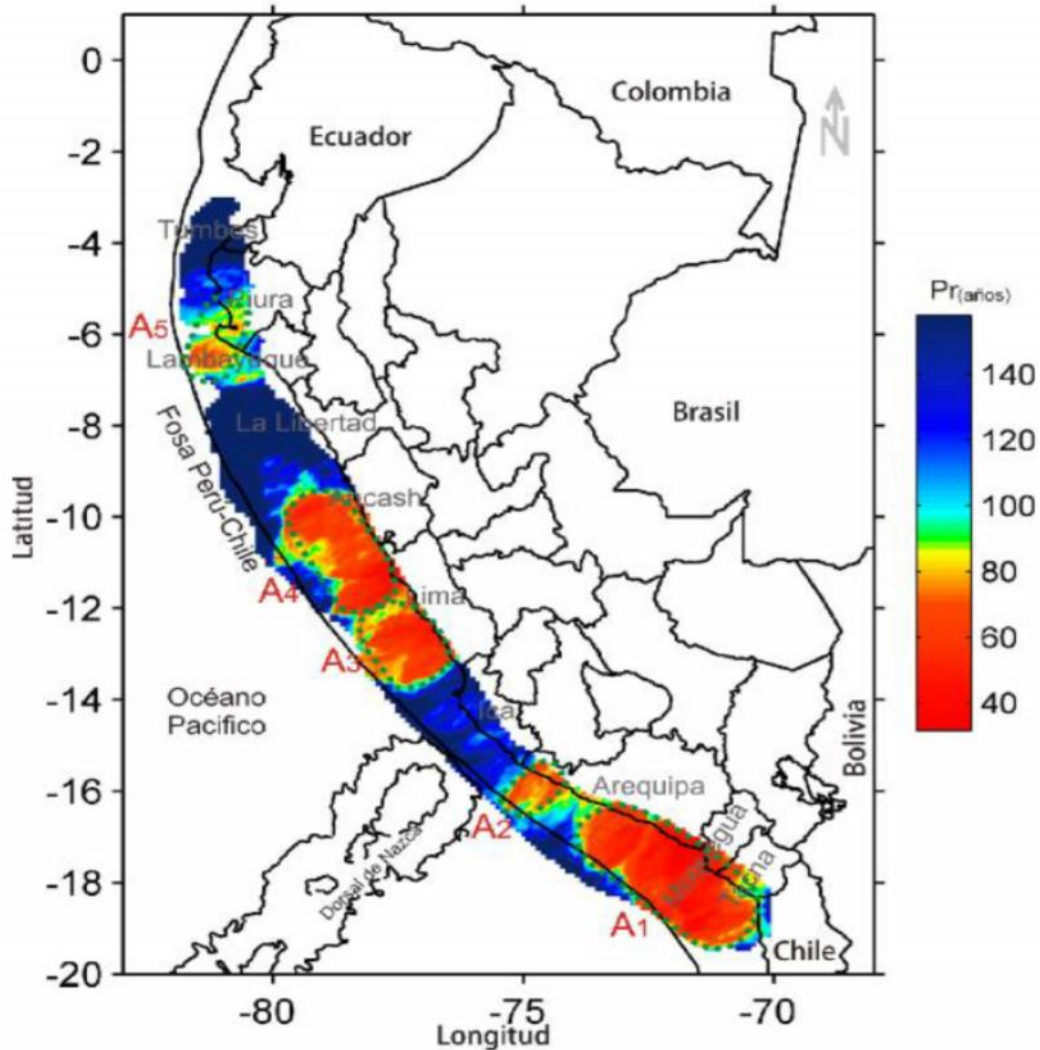 0
-2
-4
-6
-8
-10
-12
-14
-16
-18
-20
Latitud
-80
-75
-70
Longitud
Colombia
Ecuador
N
Tumbes
Piura
A5
Lambayeque
La Libertad
Brasil
Fosa Perú-Chile
Ancash
A4
Lima
A3
Océano
Pacifico
Ica
Bolivia
Arequipa
A2
Moquegua
Dorsal de Nazca
Tacna
A1
Chile
Pr(años)
140
120
100
80
60
40